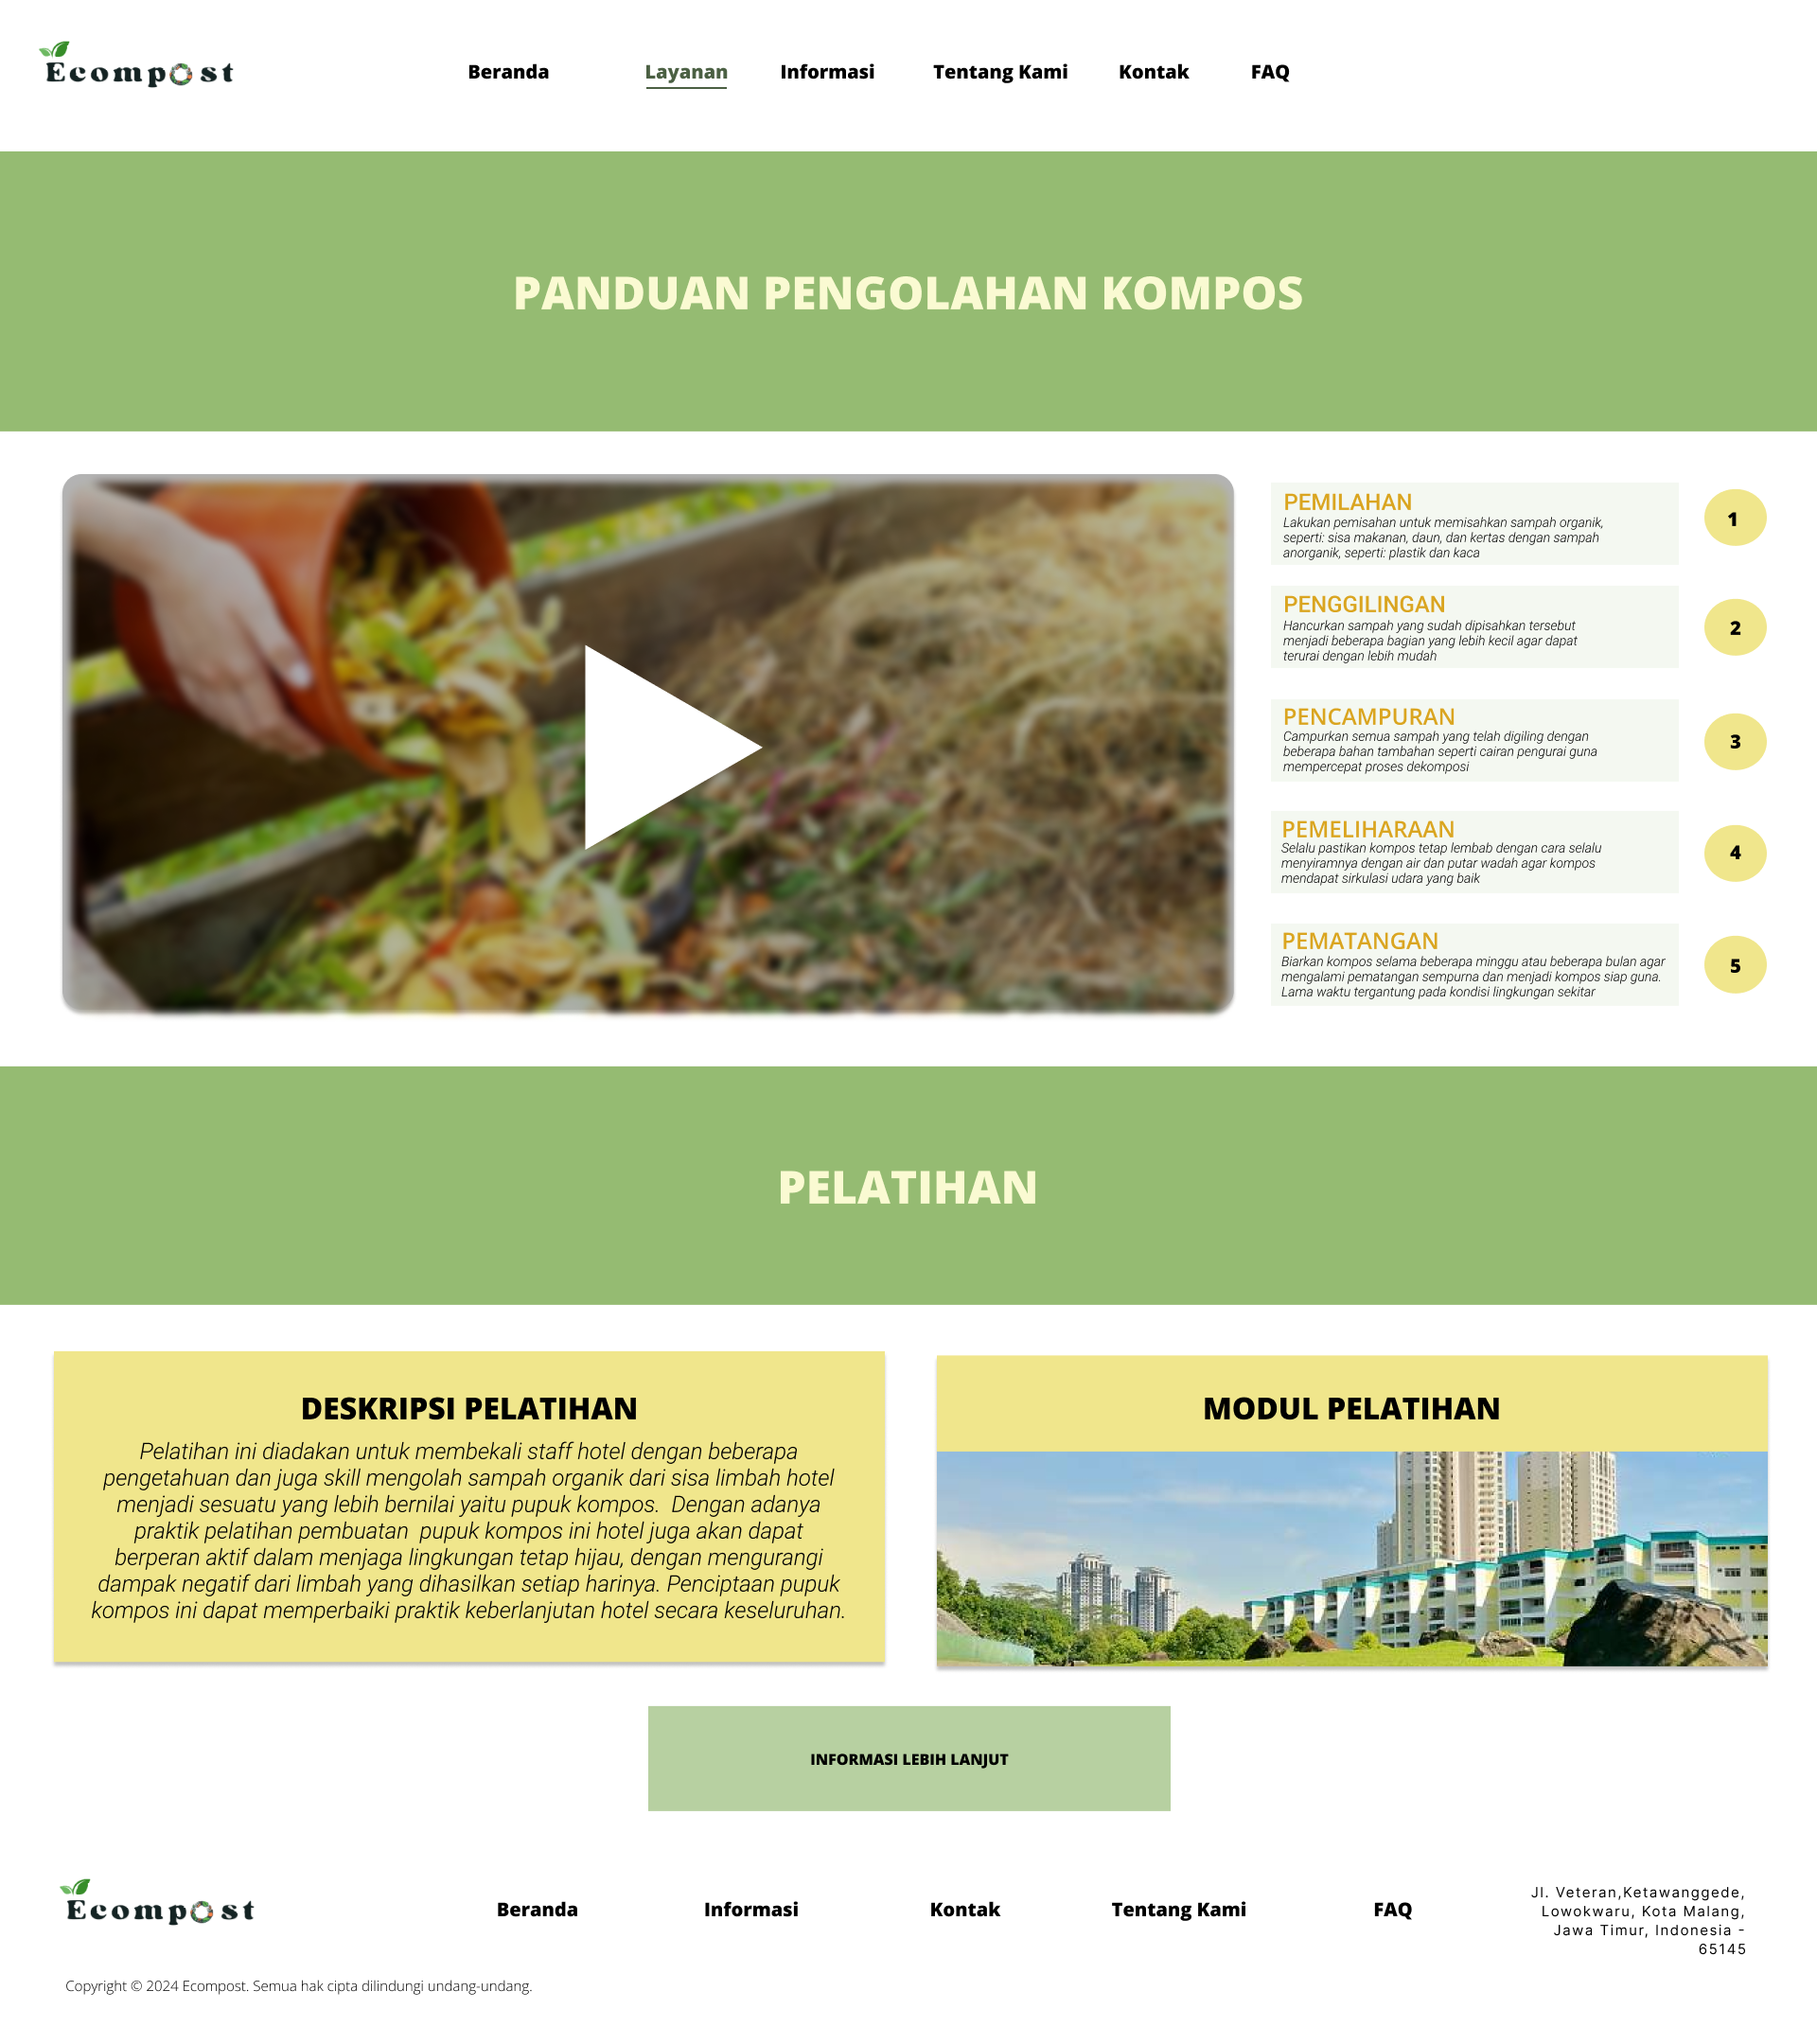 Ecompost
Beranda Layanan Informasi Tentang Kami Kontak FAQ
PANDUAN PENGOLAHAN KOMPOS
PEMILAHAN
Lakukan pemisahan untuk memisahkan sampah organik,
seperti: sisa makanan, daun, dan kertas dengan sampah
anorganik, seperti: plastik dan kaca
1
PENGGILINGAN
Hancurkan sampah yang sudah dipisahkan tersebut
menjadi beberapa bagian yang lebih kecil agar dapat
terurai dengan lebih mudah
2
PENCAMPURAN
Campurkan semua sampah yang telah digiling dengan
beberapa bahan tambahan seperti cairan pengurai guna
mempercepat proses dekomposi
3
PEMELIHARAAN
Selalu pastikan kompos tetap lembab dengan cara selalu
menyiramnya dengan air dan putar wadah agar kompos
mendapat sirkulasi udara yang baik
4
PEMATANGAN
Biarkan kompos selama beberapa minggu atau beberapa bulan agar
mengalami pematangan sempurna dan menjadi kompos siap guna.
Lama waktu tergantung pada kondisi lingkungan sekitar
5
PELATIHAN
DESKRIPSI PELATIHAN
Pelatihan ini diadakan untuk membekali staff hotel dengan beberapa
pengetahuan dan juga skill mengolah sampah organik dari sisa limbah hotel
menjadi sesuatu yang lebih bernilai yaitu pupuk kompos.  Dengan adanya
praktik pelatihan pembuatan  pupuk kompos ini hotel juga akan dapat
berperan aktif dalam menjaga lingkungan tetap hijau, dengan mengurangi
dampak negatif dari limbah yang dihasilkan setiap harinya. Penciptaan pupuk
kompos ini dapat memperbaiki praktik keberlanjutan hotel secara keseluruhan.
MODUL PELATIHAN
INFORMASI LEBIH LANJUT
Ecompost
Beranda Informasi Kontak Tentang Kami FAQ
Jl. Veteran,Ketawanggede,
Lowokwaru, Kota Malang,
Jawa Timur, Indonesia -
65145
Copyright © 2024 Ecompost. Semua hak cipta dilindungi undang-undang.